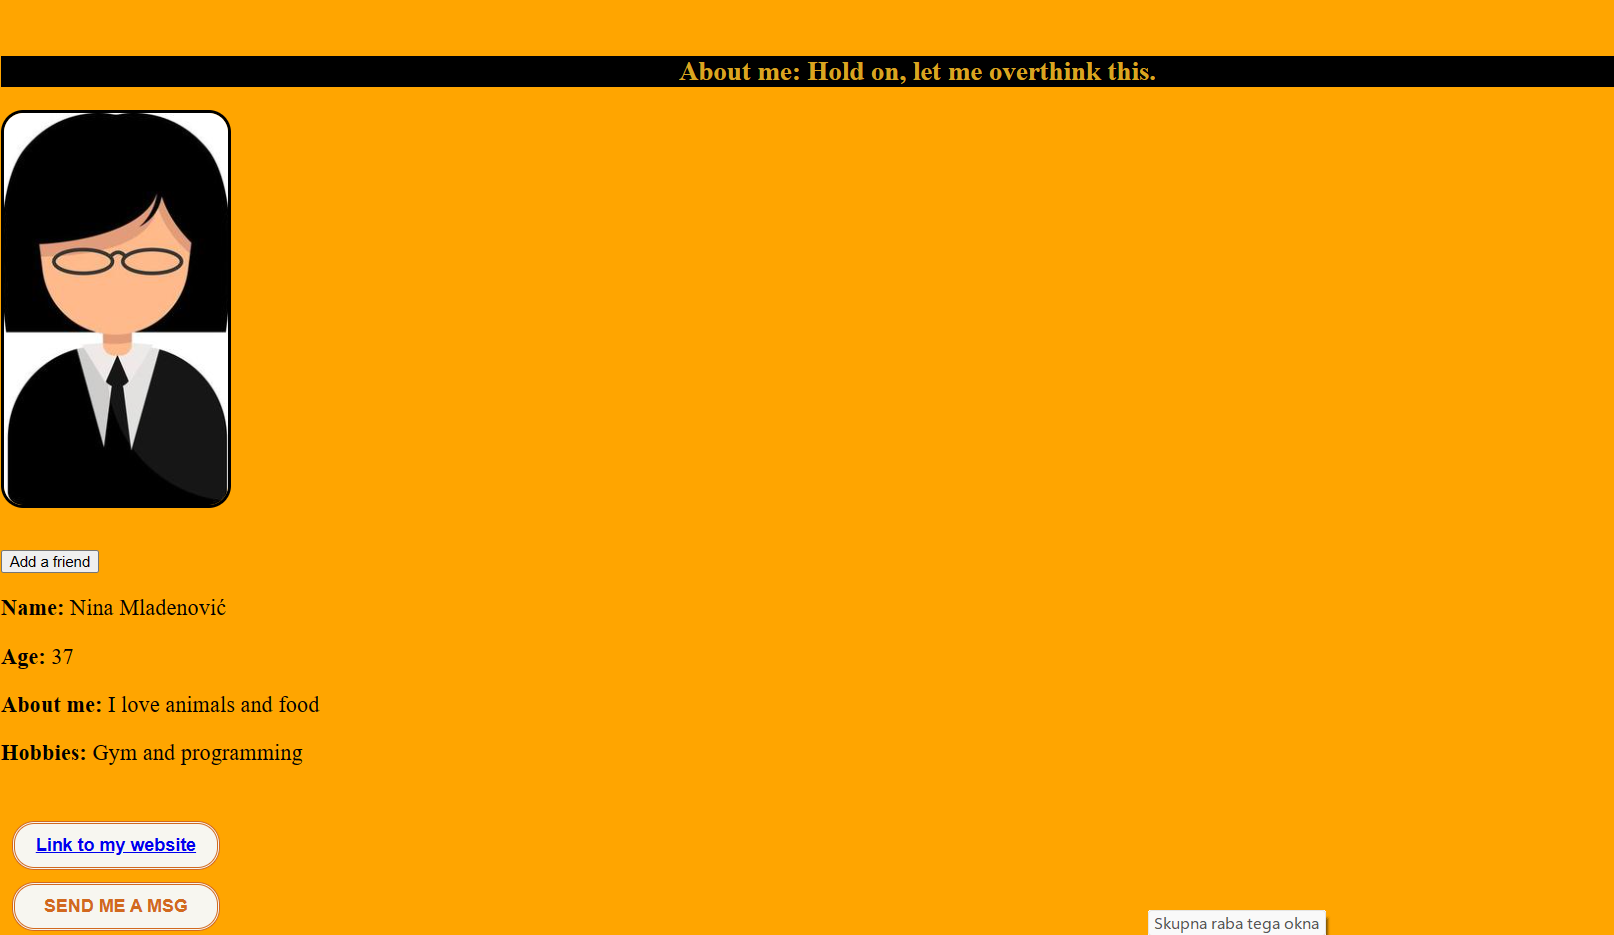 About me: Hold on, let me overthink this.
Add a friend
Name: Nina Mladenović
Age: 37
About me: I love animals and food
Hobbies: Gym and programming
Link to my website
SEND ME A MSG
Skupna raba tega okna